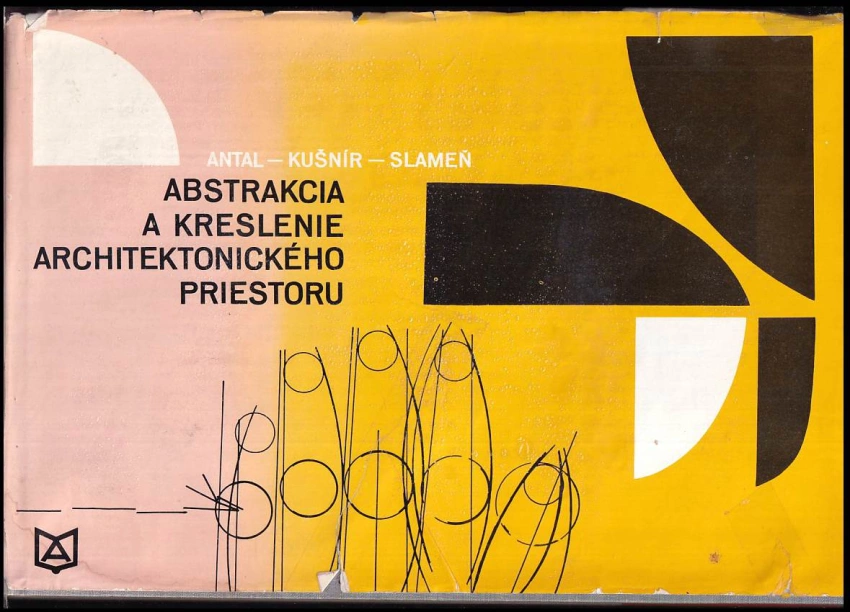 ANTAL — KUŠNÍR — SLAMEŇ
ABSTRAKCIA
A KRESLENIE
ARCHITEKTONICKÉHO
PRIESTORU